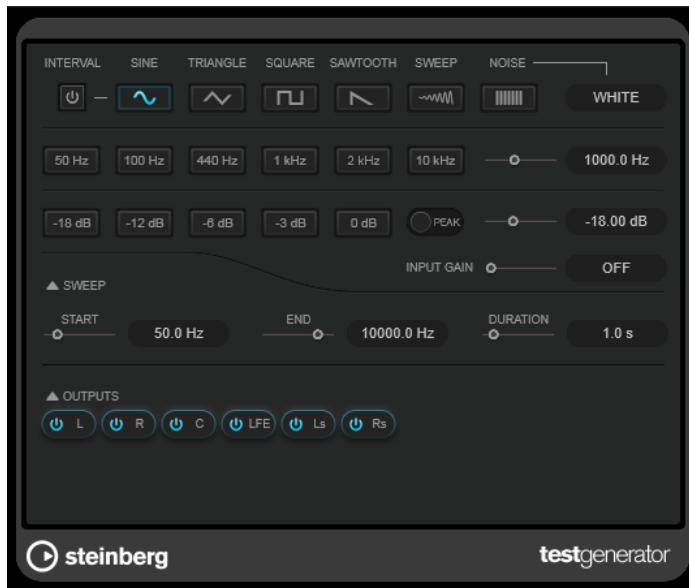 INTERVAL SINE TRIANGLE SQUARE SAWTOOTH SWEEP NOISE
WHITE
50 Hz 100 Hz 440 Hz 1 kHz 2 kHz 10 kHz 1000.0 Hz
-18 dB -12 dB -6 dB -3 dB 0 dB PEAK -18.00 dB
INPUT GAIN OFF
SWEEP
START 50.0 Hz END 10000.0 Hz DURATION 1.0 s
OUTPUTS
L R C LFE Ls Rs
steinberg testgenerator